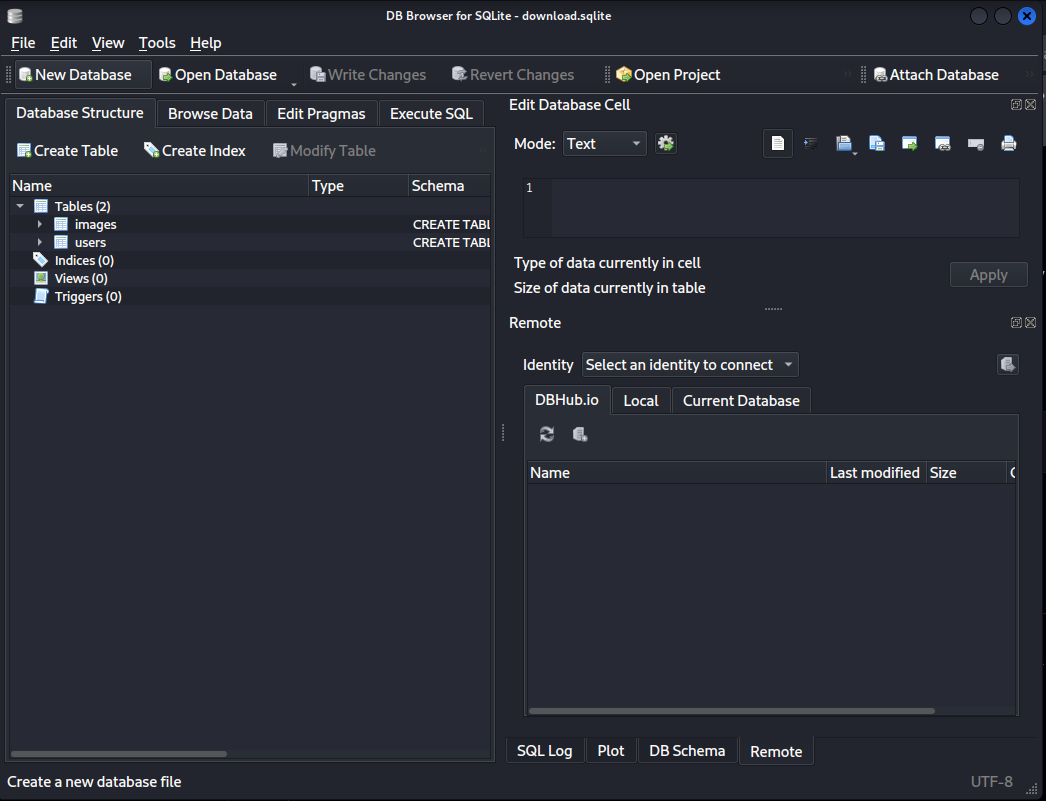 DB Browser for SQLite - download.sqlite
File Edit View Tools Help
New Database Open Database Write Changes Revert Changes Open Project Attach Database
Database Structure Browse Data Edit Pragmas Execute SQL
Create Table Create Index Modify Table
Name Type Schema
Tables (2)
images CREATE TABL
users CREATE TABL
Indices (0)
Views (0)
Triggers (0)
Edit Database Cell
Mode: Text
1
Type of data currently in cell
Size of data currently in table
Apply
Remote
Identity Select an identity to connect
DBHub.io Local Current Database
Name Last modified Size
SQL Log Plot DB Schema Remote
Create a new database file
UTF-8